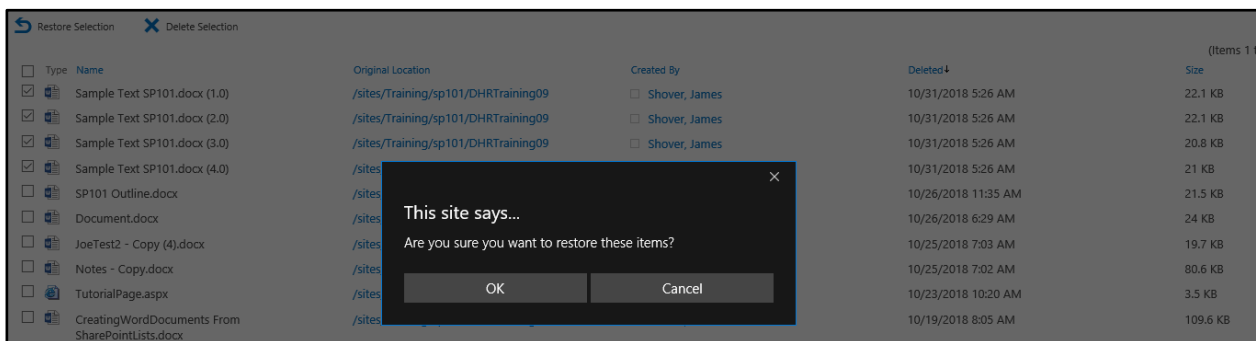 Restore Selection Delete Selection
(Items 1
Type Name Original Location Created By Deleted↓ Size
Sample Text SP101.docx (1.0) /sites/Training/sp101/DHRTraining09 Shover, James 10/31/2018 5:26 AM 22.1 KB
Sample Text SP101.docx (2.0) /sites/Training/sp101/DHRTraining09 Shover, James 10/31/2018 5:26 AM 22.1 KB
Sample Text SP101.docx (3.0) /sites/Training/sp101/DHRTraining09 Shover, James 10/31/2018 5:26 AM 20.8 KB
Sample Text SP101.docx (4.0) /sites 10/31/2018 5:26 AM 21 KB
SP101 Outline.docx /sites 10/26/2018 11:35 AM 21.5 KB
Document.docx /sites 10/26/2018 6:29 AM 24 KB
JoeTest2 - Copy (4).docx /sites 10/25/2018 7:03 AM 19.7 KB
Notes - Copy.docx /sites 10/25/2018 7:02 AM 80.6 KB
TutorialPage.aspx /sites 10/23/2018 10:20 AM 3.5 KB
CreatingWordDocuments From /sites 10/19/2018 8:05 AM 109.6 KB
SharePointLists.docx
This site says...
Are you sure you want to restore these items?
OK Cancel